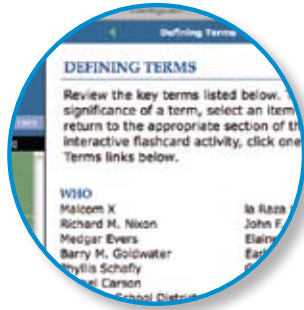 Defining Terms
DEFINING TERMS
Review the key terms listed below.
significance of a term, select an item
return to the appropriate section of
interactive flashcard activity, click one
Terms links below.
WHO
Malcom X la Raza
Richard M. Nixon John F.
Medgar Evers Elaine
Barry M. Goldwater
Phyllis Schafly
Carson
School District